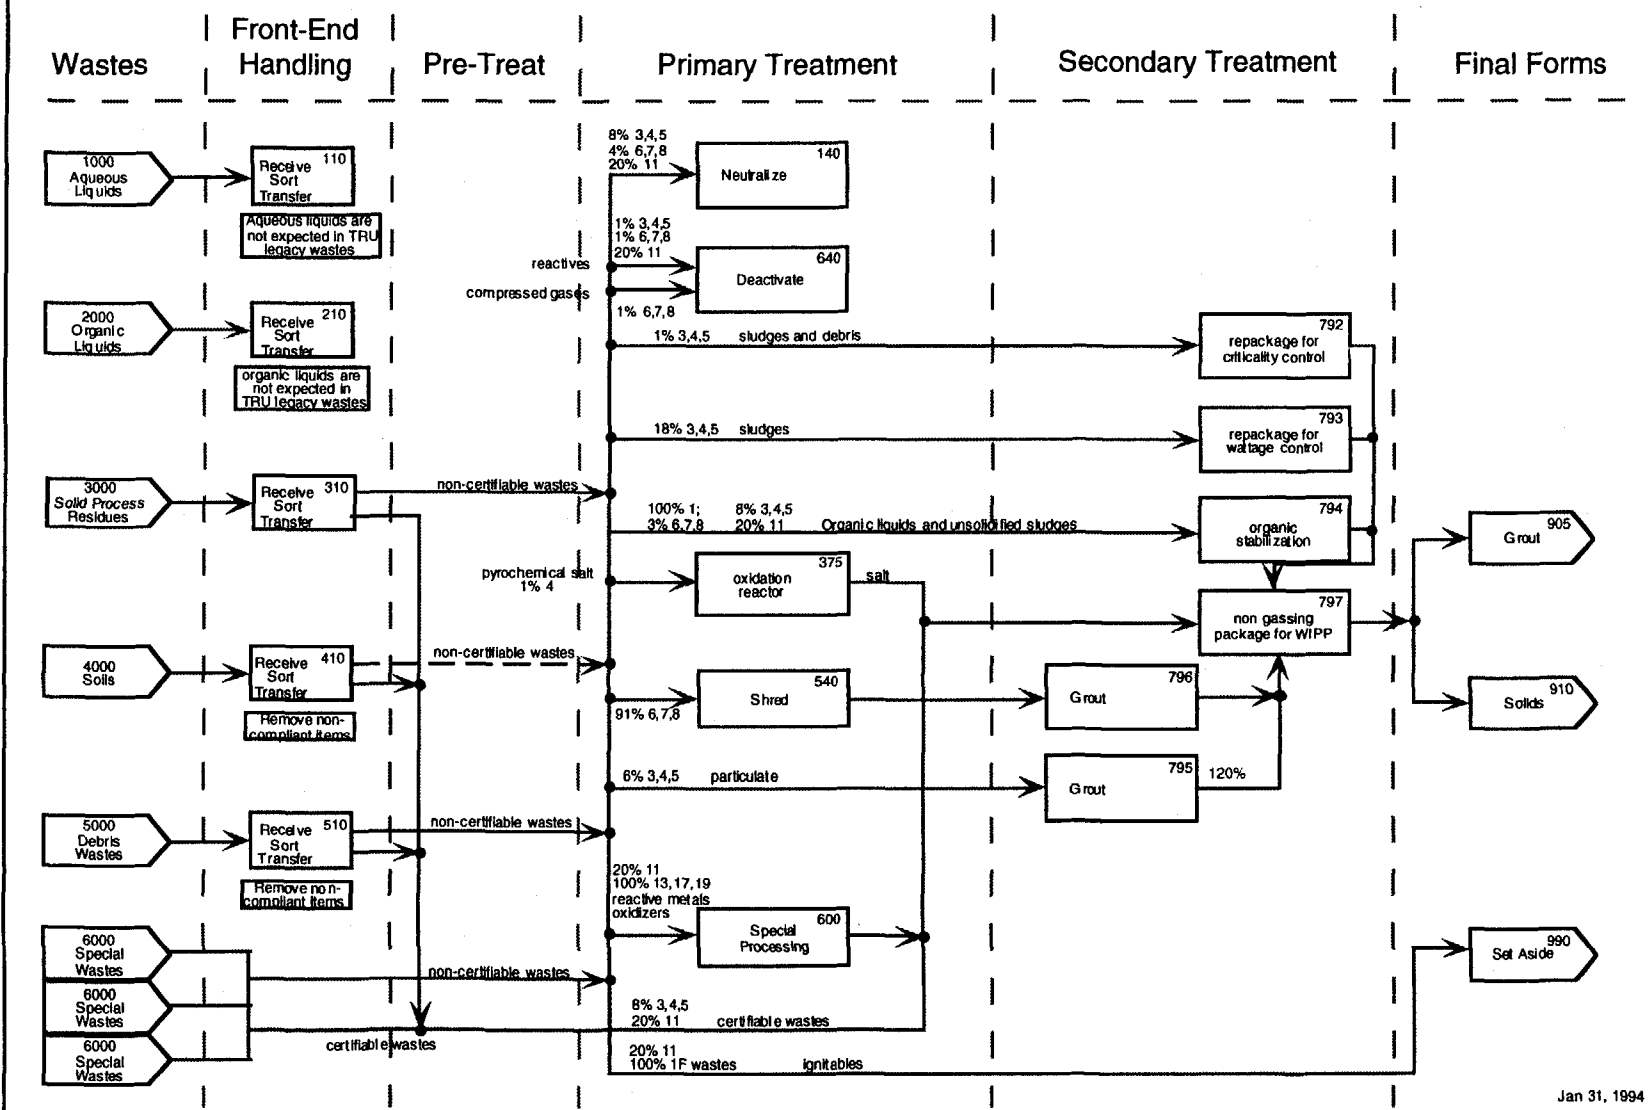 Wastes
Front-End
Handling
Pre-Treat
Primary Treatment
Secondary Treatment
Final Forms
1000
Aqueous
Liquids
110
Receive
Sort
Transfer
Aqueous liquids are
not expected in TRU
legacy wastes
2000
Organic
Liquids
210
Receive
Sort
Transfer
organic liquids are
not expected in
TRU legacy wastes
3000
Solid Process
Residues
310
Receive
Sort
Transfer
non-certifiable wastes
4000
Soils
410
Receive
Sort
Transfer
non-certifiable wastes
Remove non-
compliant items
5000
Debris
Wastes
510
Receive
Sort
Transfer
non-certifiable wastes
Remove non-
compliant items
6000
Special
Wastes
6000
Special
Wastes
6000
Special
Wastes
non-certifiable wastes
certifiable wastes
8% 3,4,5
4% 6,7,8
20% 11
140
Neutralize
1% 3,4,5
1% 6,7,8
20% 11
reactives
compressed gases
1% 6,7,8
640
Deactivate
1% 3,4,5 sludges and debris
792
repackage for
criticality control
18% 3,4,5 sludges
793
repackage for
wattage control
100% 1; 8% 3,4,5
3% 6,7,8 20% 11 Organic liquids and unsolidified sludges
794
organic
stabilization
pyrochemical salt
1% 4
375
oxidation
reactor
salt
797
non gassing
package for WIPP
91% 6,7,8
540
Shred
796
Grout
6% 3,4,5 particulate
795
Grout
120%
20% 11
100% 13,17,19
reactive metals
oxidizers
600
Special
Processing
8% 3,4,5
20% 11 certifiable wastes
20% 11
100% 1F wastes ignitables
905
Grout
910
Solids
990
Set Aside
Jan 31, 1994